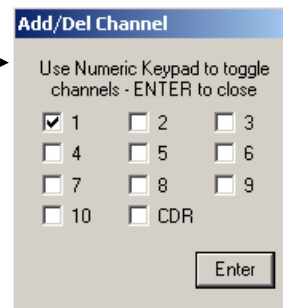 Add/Del Channel
Use Numeric Keypad to toggle
channels - ENTER to close
1 2 3
4 5 6
7 8 9
10 CDR
Enter